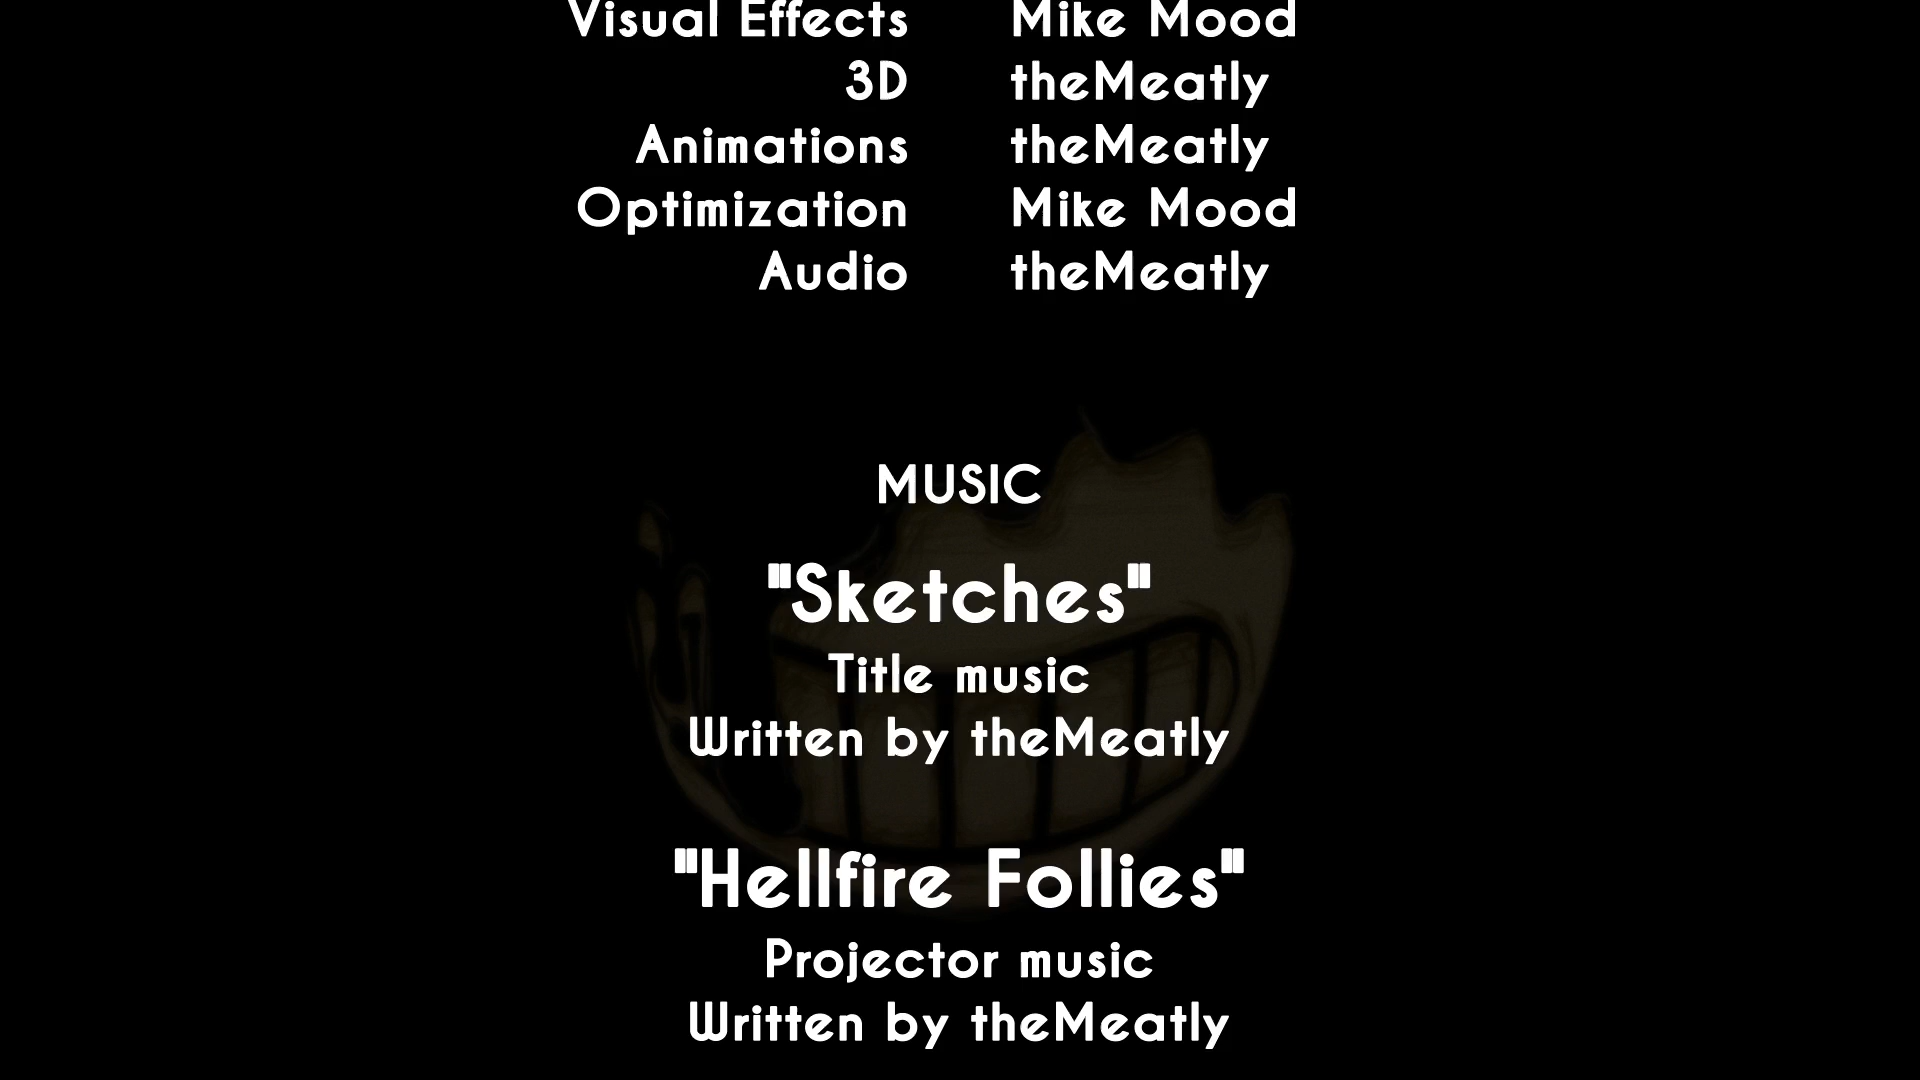 Visual Effects Mike Mood
3D theMeatly
Animations theMeatly
Optimization Mike Mood
Audio theMeatly
MUSIC
"Sketches"
Title music
Written by theMeatly
"Hellfire Follies"
Projector music
Written by theMeatly